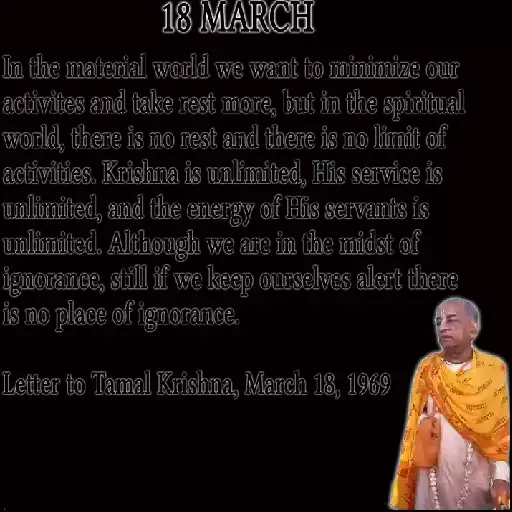 18 MARCH
In the material world we want to minimize our
activites and take rest more, but in the spiritual
world, there is no rest and there is no limit of
activities. Krishna is unlimited, His service is
unlimited, and the energy of His servants is
unlimited. Although we are in the midst of
ignorance, still if we keep ourselves alert there
is no place of ignorance.
Letter to Tamal Krishna, March 18, 1969